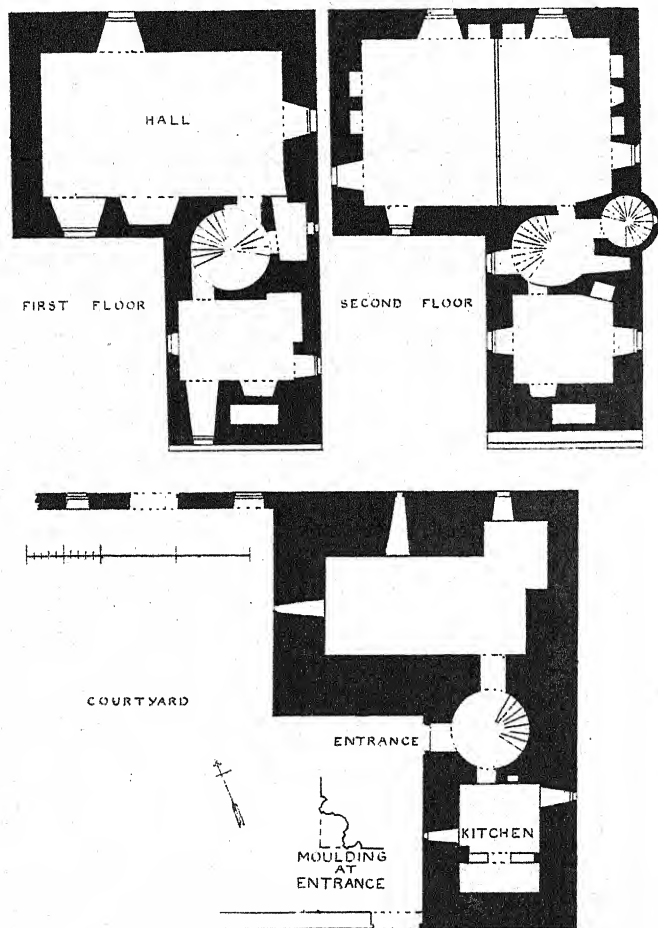 HALL
FIRST FLOOR
SECOND FLOOR
COURTYARD
ENTRANCE
KITCHEN
MOULDING
AT
ENTRANCE